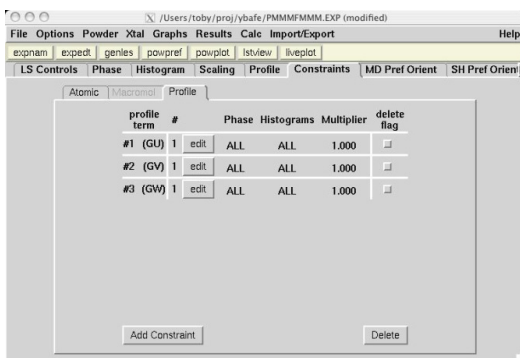 X /Users/toby/proj/ybafe/PMMMFMMM.EXP (modified)
File Options Powder Xtal Graphs Results Calc Import/Export Help
expnam expedt genles powpref powplot lstview liveplot
LS Controls Phase Histogram Scaling Profile Constraints MD Pref Orient SH Pref Orient
Atomic Macromol Profile
profile term # Phase Histograms Multiplier delete flag
#1 (GU) 1 edit ALL ALL 1.000
#2 (GV) 1 edit ALL ALL 1.000
#3 (GW) 1 edit ALL ALL 1.000
Add Constraint Delete